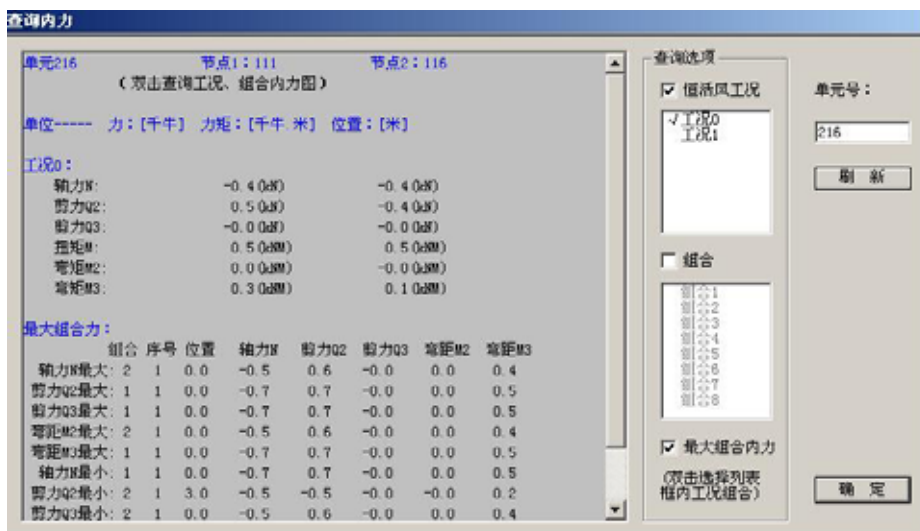 查询内力
单元216 节点1：111 节点2：116
(双击查询工况、组合内力图)
单位----- 力：[千牛] 力矩：[千牛.米] 位置：[米]
工况0：
轴力N: -0.4(kN) -0.4(kN)
剪力Q2: 0.5(kN) -0.4(kN)
剪力Q3: -0.0(kN) -0.0(kN)
扭矩M: 0.5(kNM) 0.5(kNM)
弯矩M2: 0.0(kNM) -0.0(kNM)
弯矩M3: 0.3(kNM) 0.1(kNM)
最大组合力：
组合 序号 位置 轴力N 剪力Q2 剪力Q3 弯距M2 弯距M3
轴力N最大: 2 1 0.0 -0.5 0.6 -0.0 0.0 0.4
剪力Q2最大: 1 1 0.0 -0.7 0.7 -0.0 0.0 0.5
剪力Q3最大: 1 1 0.0 -0.7 0.7 -0.0 0.0 0.5
弯距M2最大: 2 1 0.0 -0.5 0.6 -0.0 0.0 0.4
弯距M3最大: 1 1 0.0 -0.7 0.7 -0.0 0.0 0.5
轴力N最小: 1 1 0.0 -0.7 0.7 -0.0 0.0 0.5
剪力Q2最小: 2 1 3.0 -0.5 -0.5 -0.0 -0.0 0.2
剪力Q3最小: 2 1 0.0 -0.5 0.6 -0.0 0.0 0.4
查询选项
恒活风工况
工况0
工况1
组合
组合1
组合2
组合3
组合4
组合5
组合6
组合7
组合8
最大组合内力
(双击选择列表
框内工况组合)
单元号：
216
刷 新
确 定